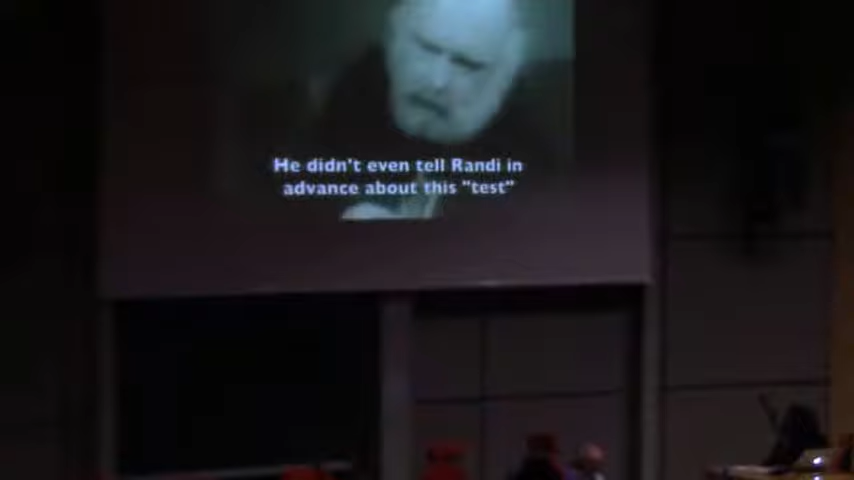 He didn't even tell Randi in
advance about this "test"